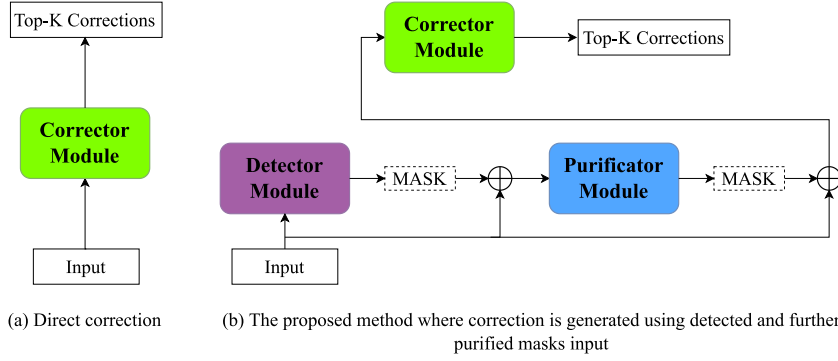 Top-K Corrections
Corrector
Module
Input
(a) Direct correction
Corrector
Module
Top-K Corrections
Detector
Module
MASK
Purificator
Module
MASK
Input
(b) The proposed method where correction is generated using detected and further
purified masks input